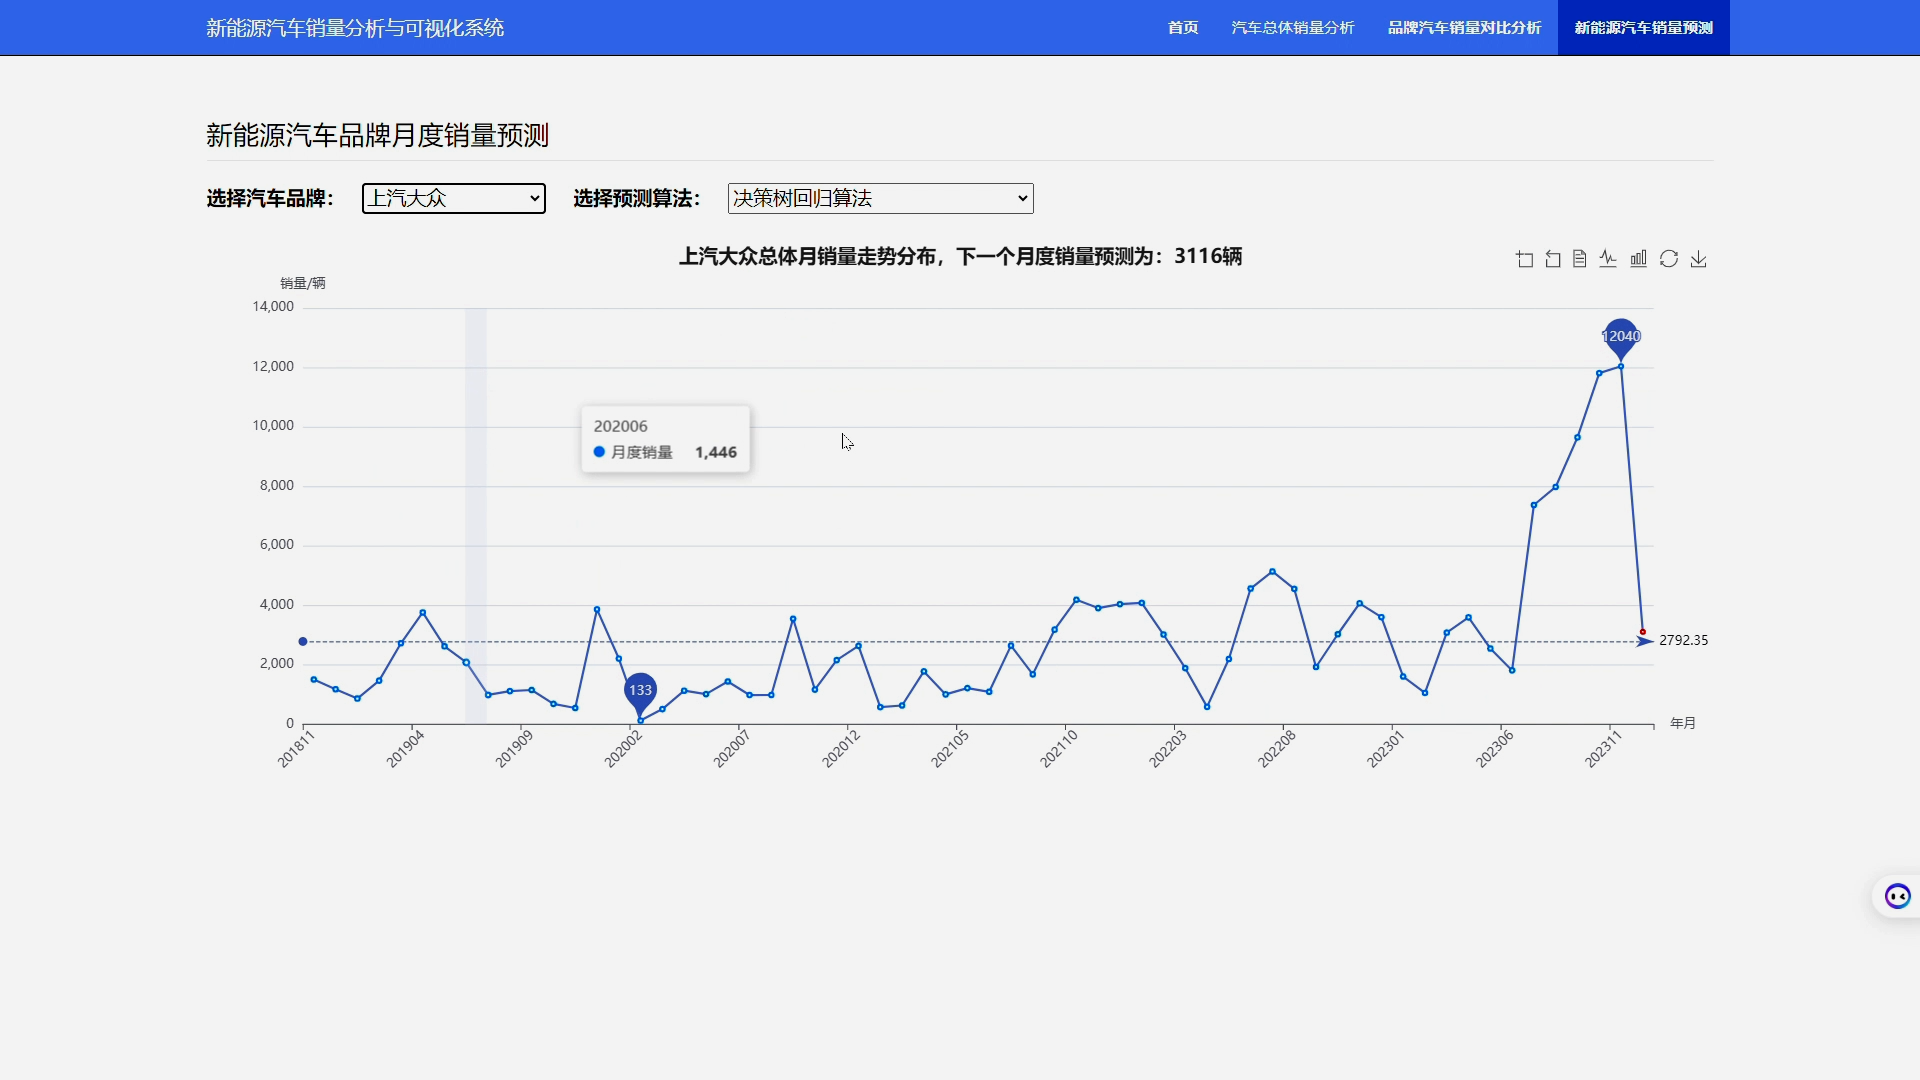 新能源汽车销量分析与可视化系统
首页
汽车总体销量分析
品牌汽车销量对比分析
新能源汽车销量预测
新能源汽车品牌月度销量预测
选择汽车品牌：
上汽大众
选择预测算法：
决策树回归算法
上汽大众总体月销量走势分布，下一个月度销量预测为：3116辆
销量/辆
14,000
12,000
10,000
8,000
6,000
4,000
2,000
0
12040
202006
月度销量 1,446
133
2792.35
年月
201811
201904
201909
202002
202007
202012
202105
202110
202203
202208
202301
202306
202311